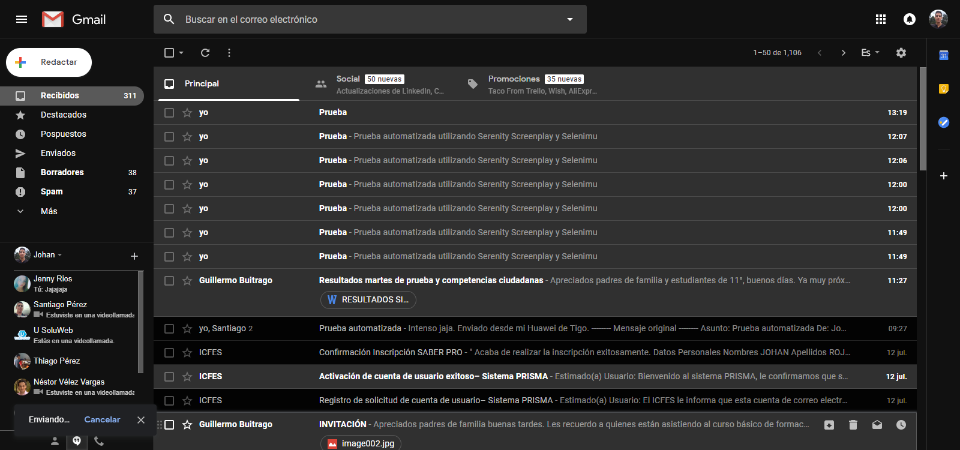 Gmail
Buscar en el correo electrónico
Redactar
1–50 de 1,106
Es
Recibidos 311
Destacados
Pospuestos
Enviados
Borradores 38
Spam 37
Más
Principal
Social 50 nuevas
Actualizaciones de LinkedIn, C...
Promociones 35 nuevas
Taco From Trello, Wish, AliExpr...
yo Prueba 13:19
yo Prueba - Prueba automatizada utilizando Serenity Screenplay y Selenimu 12:07
yo Prueba - Prueba automatizada utilizando Serenity Screenplay y Selenimu 12:06
yo Prueba - Prueba automatizada utilizando Serenity Screenplay y Selenimu 12:00
yo Prueba - Prueba automatizada utilizando Serenity Screenplay y Selenimu 12:00
yo Prueba - Prueba automatizada utilizando Serenity Screenplay y Selenimu 11:49
yo Prueba - Prueba automatizada utilizando Serenity Screenplay y Selenimu 11:49
Guillermo Buitrago Resultados martes de prueba y competencias ciudadanas - Apreciados padres de familia y estudiantes de 11°, buenos días. Ya muy próx... 11:27
W RESULTADOS SI...
yo, Santiago 2 Prueba automatizada - Intenso jaja. Enviado desde mi Huawei de Tigo. ——— Mensaje original ——— Asunto: Prueba automatizada De: Jo... 09:27
ICFES Confirmación Inscripción SABER PRO - " Acaba de realizar la inscripción exitosamente. Datos Personales Nombres JOHAN Apellidos ROJ... 12 jul.
ICFES Activación de cuenta de usuario exitoso– Sistema PRISMA - Estimado(a) Usuario: Bienvenido al sistema PRISMA, le confirmamos que s... 12 jul.
ICFES Registro de solicitud de cuenta de usuario– Sistema PRISMA - Estimado(a) Usuario: El ICFES le informa que esta cuenta de correo electr... 12 jul.
Guillermo Buitrago INVITACIÓN - Apreciados padres de familia buenas tardes. Les recuerdo a quienes están asistiendo al curso básico de formac...
image002.jpg
Johan
Jenny Ríos
Tú: Jajajaja
Santiago Pérez
Estuviste en una videollamada
U SoluWeb
Estás en una videollamada.
Thiago Pérez
Néstor Vélez Vargas
Estuviste en una videollamada
Enviando... Cancelar